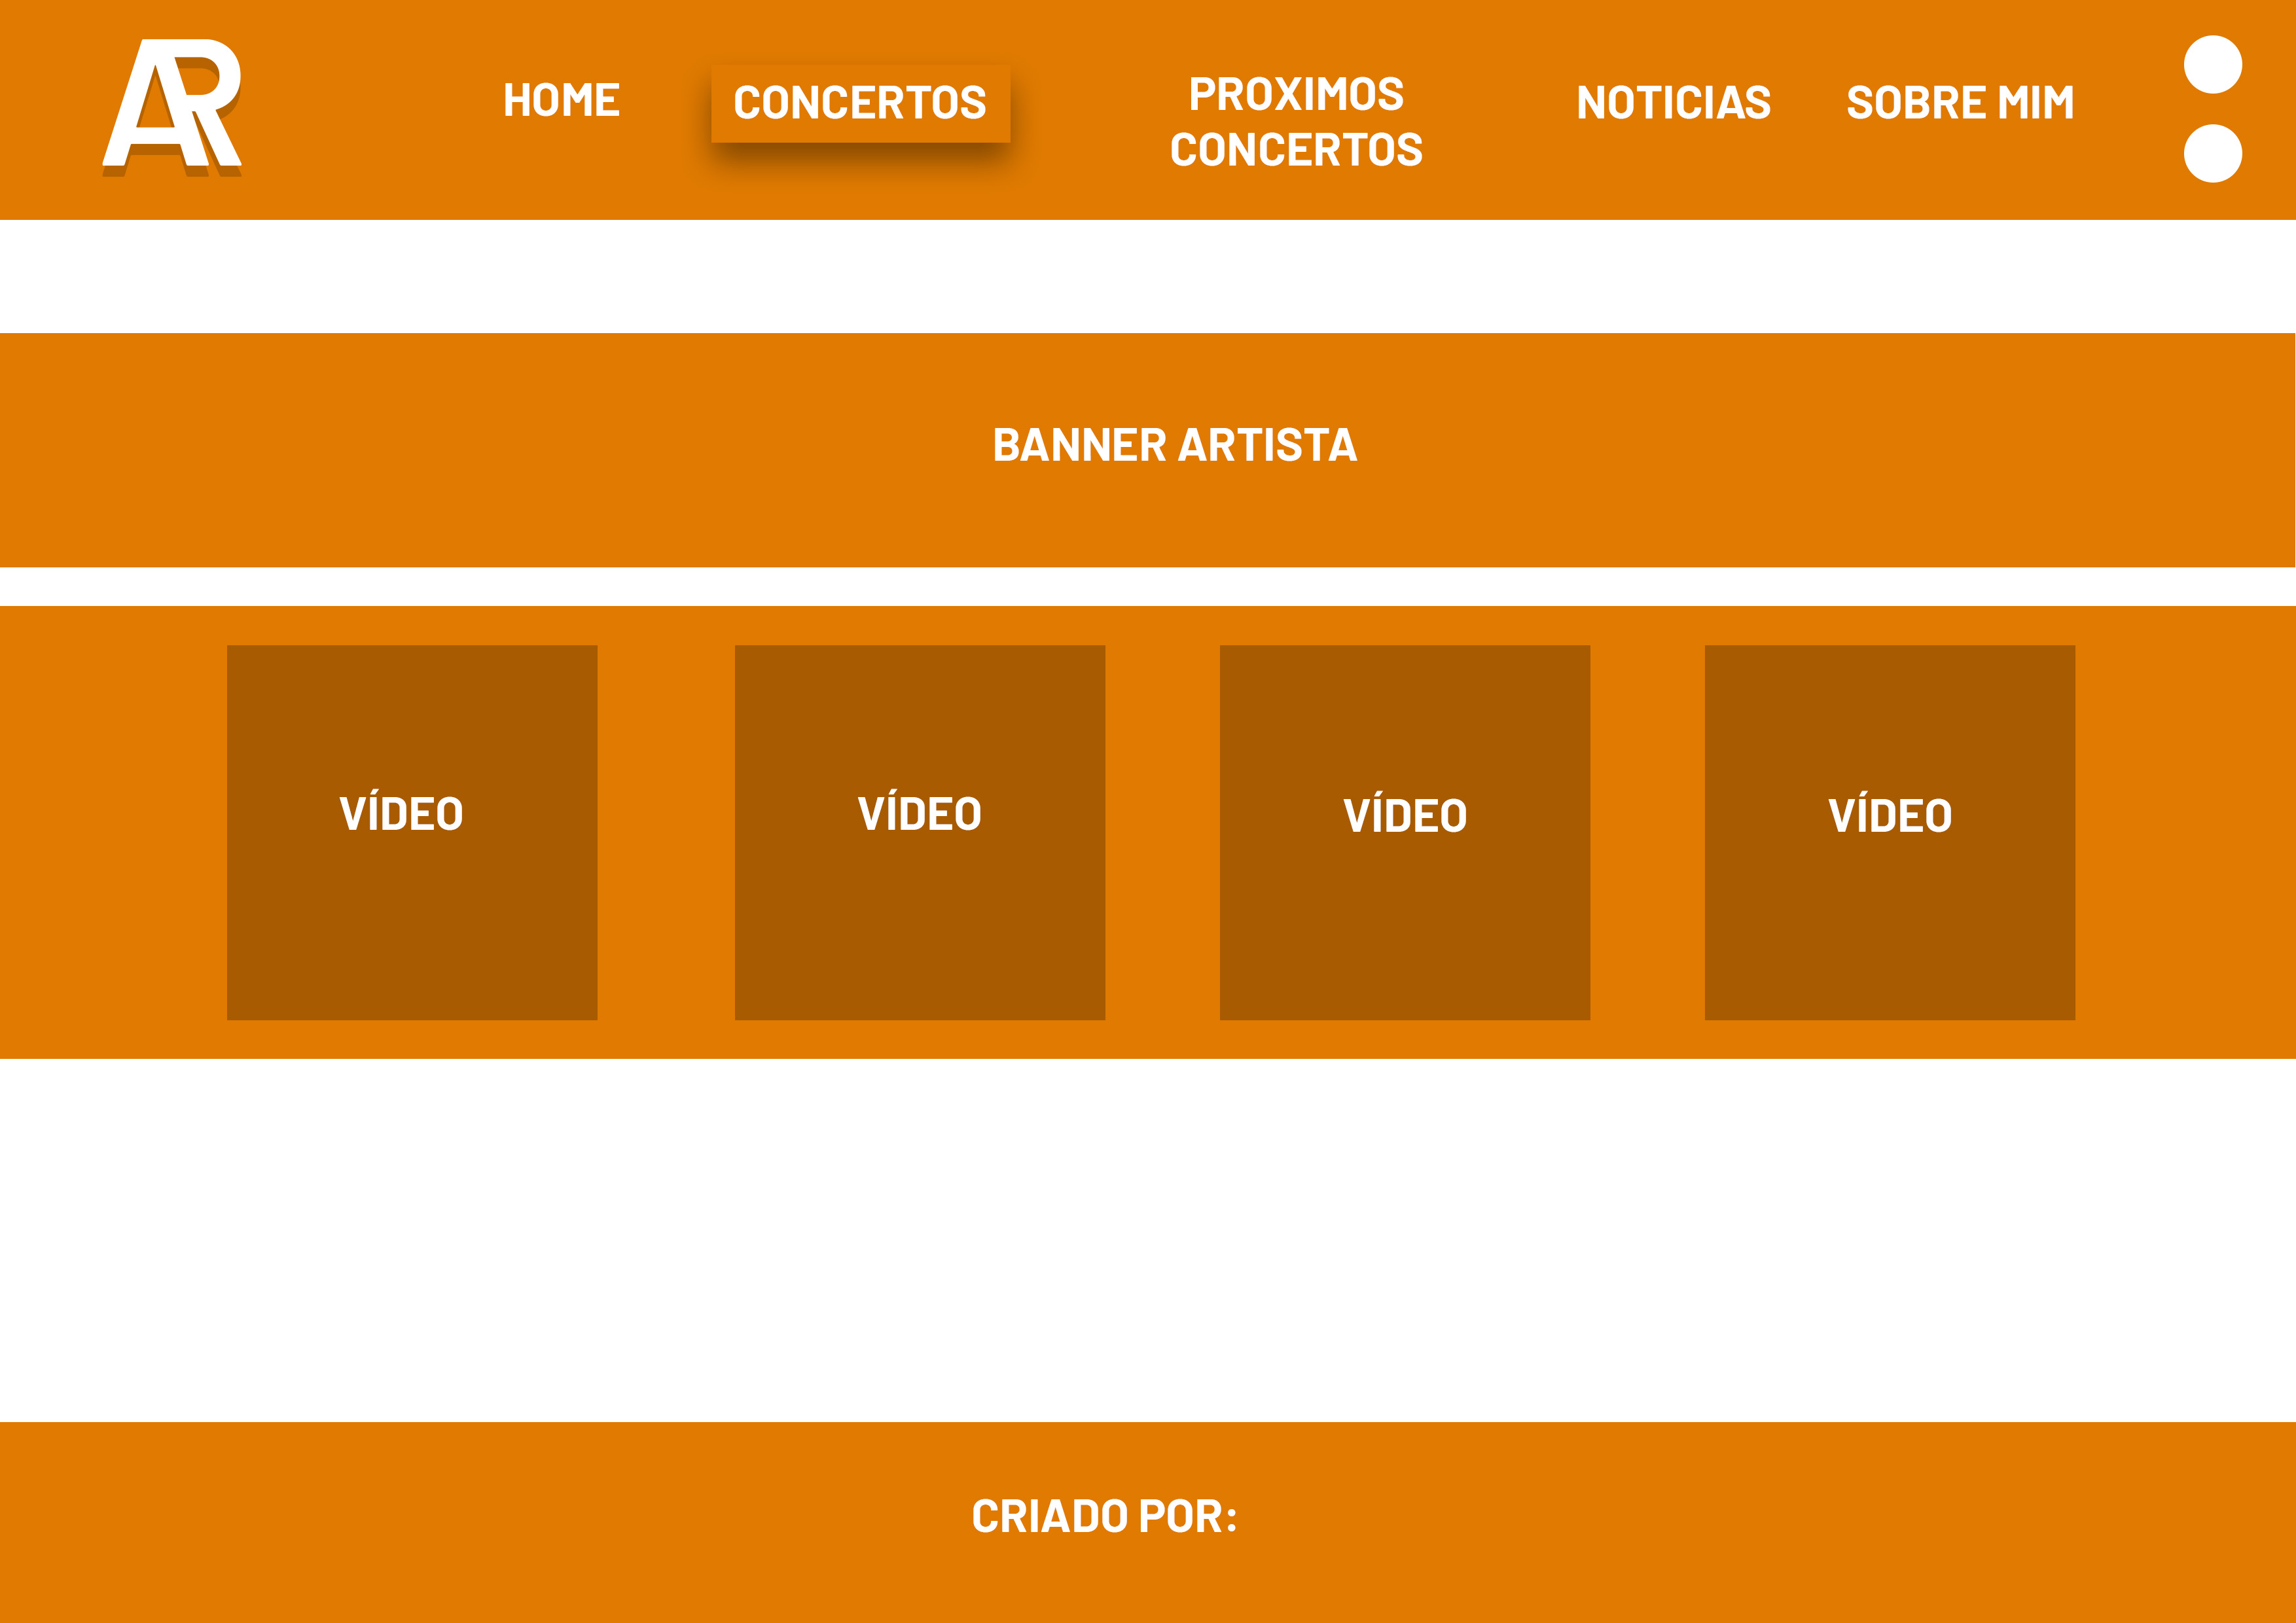 AR
HOME
CONCERTOS
PROXIMOS
CONCERTOS
NOTICIAS
SOBRE MIM
BANNER ARTISTA
VÍDEO
VÍDEO
VÍDEO
VÍDEO
CRIADO POR: